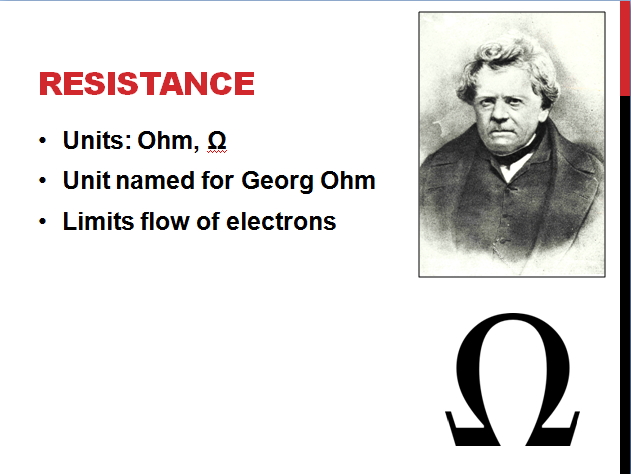 RESISTANCE
• Units: Ohm, Ω
• Unit named for Georg Ohm
• Limits flow of electrons
Ω